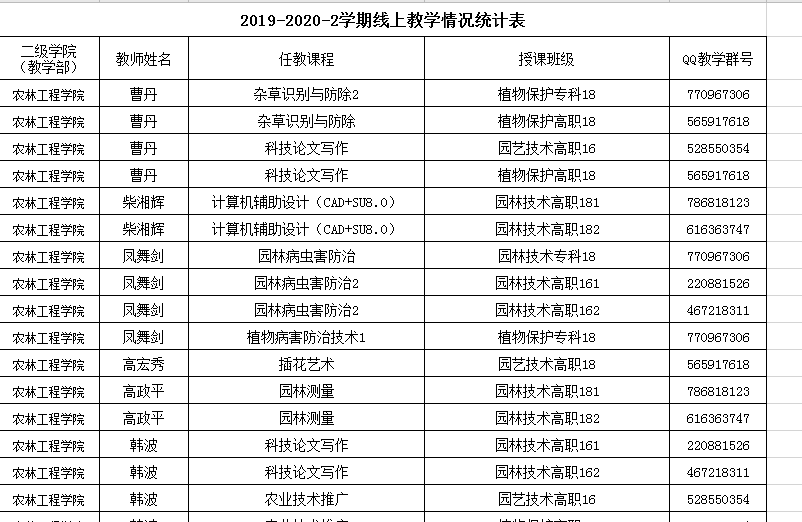 2019-2020-2学期线上教学情况统计表
二级学院（教学部） 教师姓名 任教课程 授课班级 QQ教学群号
农林工程学院 曹丹 杂草识别与防除2 植物保护专科18 770967306
农林工程学院 曹丹 杂草识别与防除 植物保护高职18 565917618
农林工程学院 曹丹 科技论文写作 园艺技术高职16 528550354
农林工程学院 曹丹 科技论文写作 植物保护高职18 565917618
农林工程学院 柴湘辉 计算机辅助设计（CAD+SU8.0） 园林技术高职181 786818123
农林工程学院 柴湘辉 计算机辅助设计（CAD+SU8.0） 园林技术高职182 616363747
农林工程学院 凤舞剑 园林病虫害防治 园林技术专科18 770967306
农林工程学院 凤舞剑 园林病虫害防治2 园林技术高职161 220881526
农林工程学院 凤舞剑 园林病虫害防治2 园林技术高职162 467218311
农林工程学院 凤舞剑 植物病害防治技术1 植物保护专科18 770967306
农林工程学院 高宏秀 插花艺术 园艺技术高职18 565917618
农林工程学院 高政平 园林测量 园林技术高职181 786818123
农林工程学院 高政平 园林测量 园林技术高职182 616363747
农林工程学院 韩波 科技论文写作 园林技术高职161 220881526
农林工程学院 韩波 科技论文写作 园林技术高职162 467218311
农林工程学院 韩波 农业技术推广 园艺技术高职16 528550354